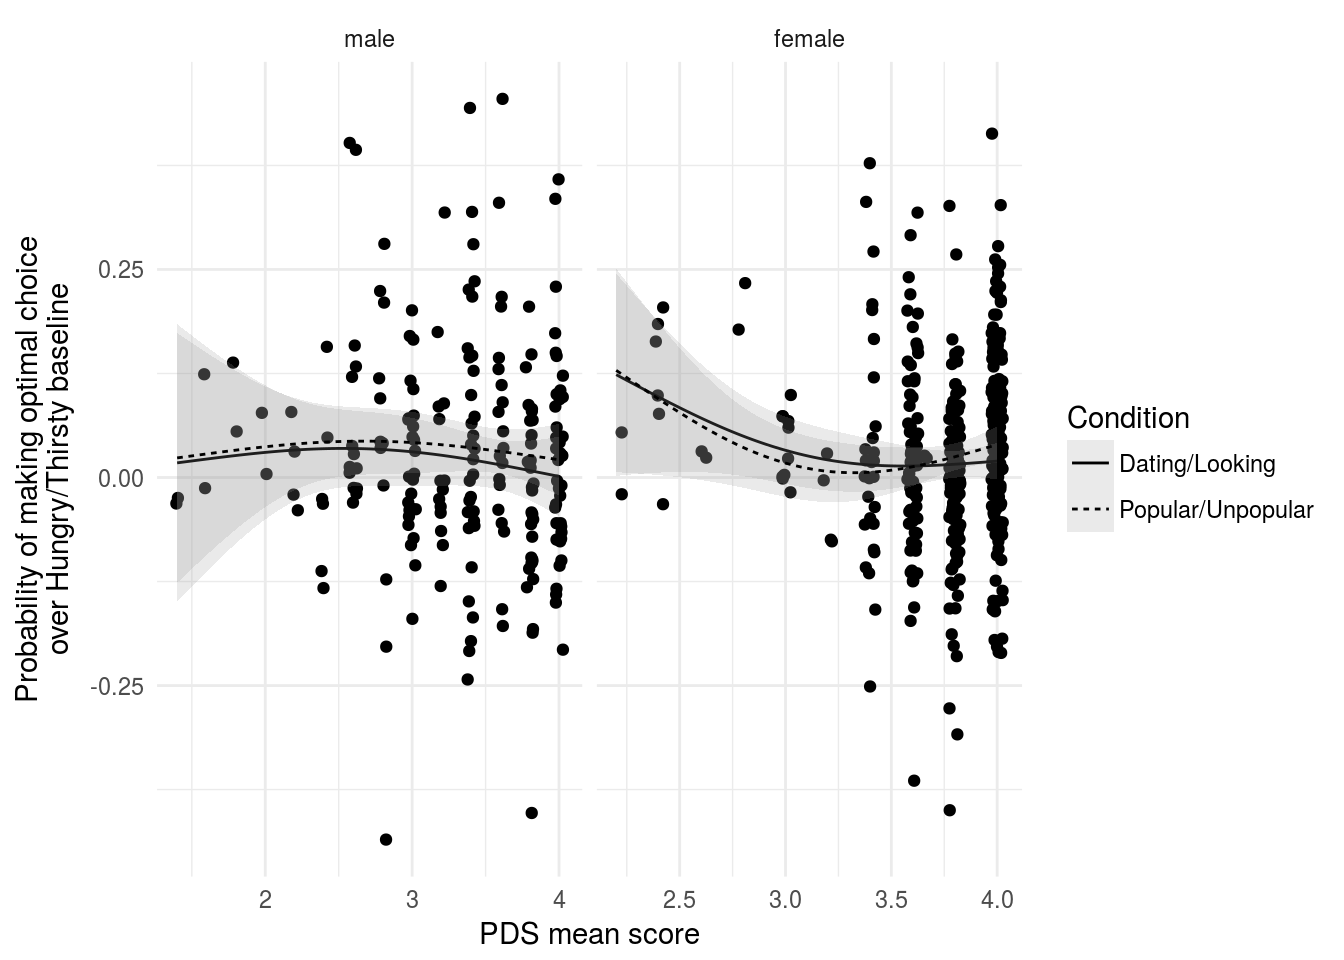 male
female
Probability of making optimal choice
over Hungry/Thirsty baseline
0.25
0.00
-0.25
2
3
4
2.5
3.0
3.5
4.0
PDS mean score
Condition
Dating/Looking
Popular/Unpopular